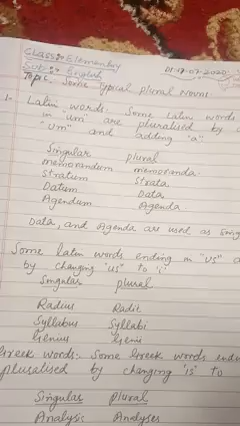 Class:- Elementary
Sub:- English 01-17-07-2020
Topic Some typical plural Nouns.
1- Latin words: Some Latin words
in "um" are pluralised by
"um" and adding "a".
Singular plural
memorandum memoranda.
Stratum Strata
Datum Data
Agendum Agenda
Data, and Agenda are used as sing
Some latin words ending in "us" a
by changing "us" to "i"
Singular plural
Radius Radii
Syllabus Syllabi
Genius Genii
Greek words- Some Greek words endi
pluralised by changing "is" to
Singular Plural
Analysis Analyses